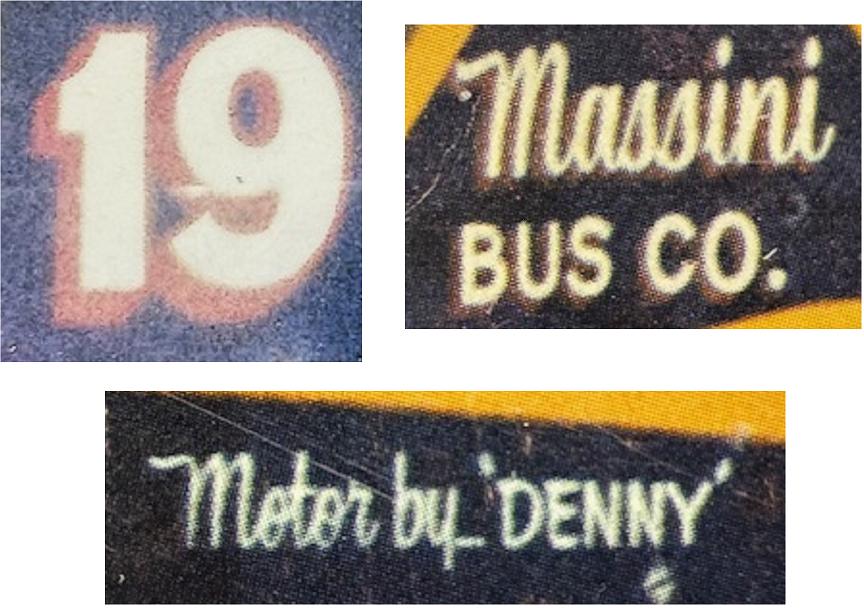 19
Massini
BUS CO.
Motor by 'DENNY'